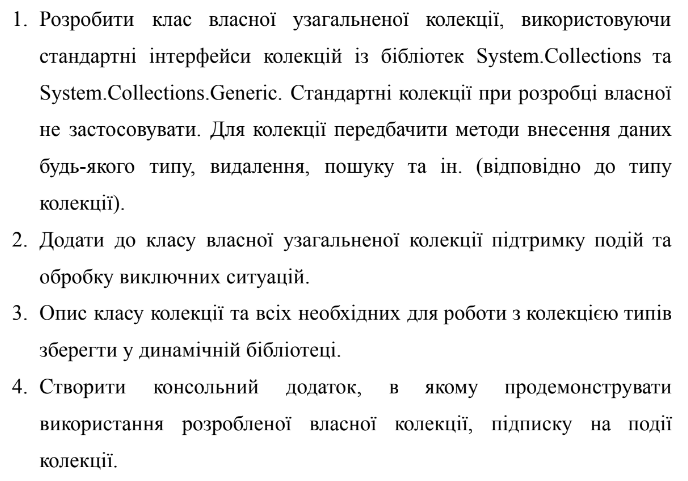 1. Розробити клас власної узагальненої колекції, використовуючи
стандартні інтерфейси колекцій із бібліотек System.Collections та
System.Collections.Generic. Стандартні колекції при розробці власної
не застосовувати. Для колекції передбачити методи внесення даних
будь-якого типу, видалення, пошуку та ін. (відповідно до типу
колекції).
2. Додати до класу власної узагальненої колекції підтримку подій та
обробку виключних ситуацій.
3. Опис класу колекції та всіх необхідних для роботи з колекцією типів
зберегти у динамічній бібліотеці.
4. Створити консольний додаток, в якому продемонструвати
використання розробленої власної колекції, підписку на події
колекції.